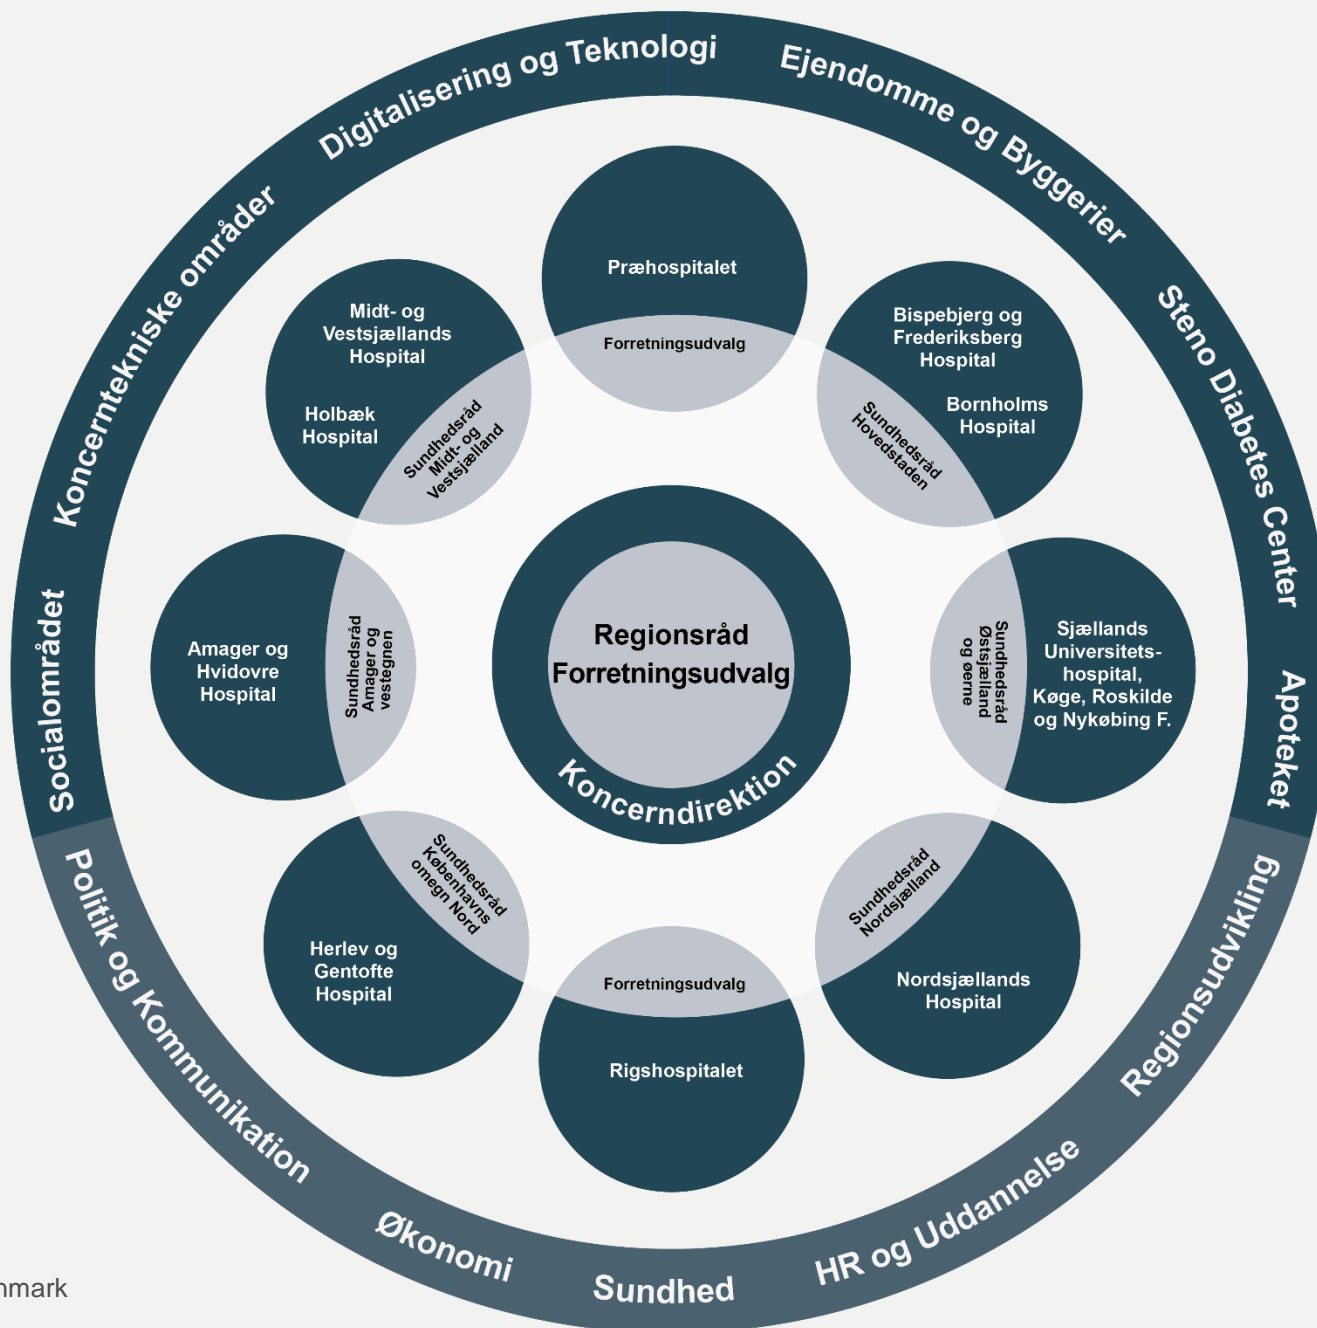 Digitalisering og Teknologi
Ejendomme og Byggerier
Koncerntekniske områder
Steno Diabetes Center
Socialområdet
Apoteket
Præhospitalet
Forretningsudvalg
Midt- og
Vestsjællands
Hospital
Holbæk
Hospital
Sundhedsråd
Midt- og
Vestsjælland
Bispebjerg og
Frederiksberg
Hospital
Bornholms
Hospital
Sundhedsråd
Hovedstaden
Amager og
Hvidovre
Hospital
Sundhedsråd
Amager og
vestegnen
Regionsråd
Forretningsudvalg
Koncerndirektion
Sundhedsråd
Østsjælland
og øerne
Sjællands
Universitets-
hospital,
Køge, Roskilde
og Nykøbing F.
Herlev og
Gentofte
Hospital
Sundhedsråd
Københavns
omegn Nord
Sundhedsråd
Nordsjælland
Nordsjællands
Hospital
Forretningsudvalg
Rigshospitalet
Politik og Kommunikation
Økonomi
Sundhed
HR og Uddannelse
Regionsudvikling
nmark